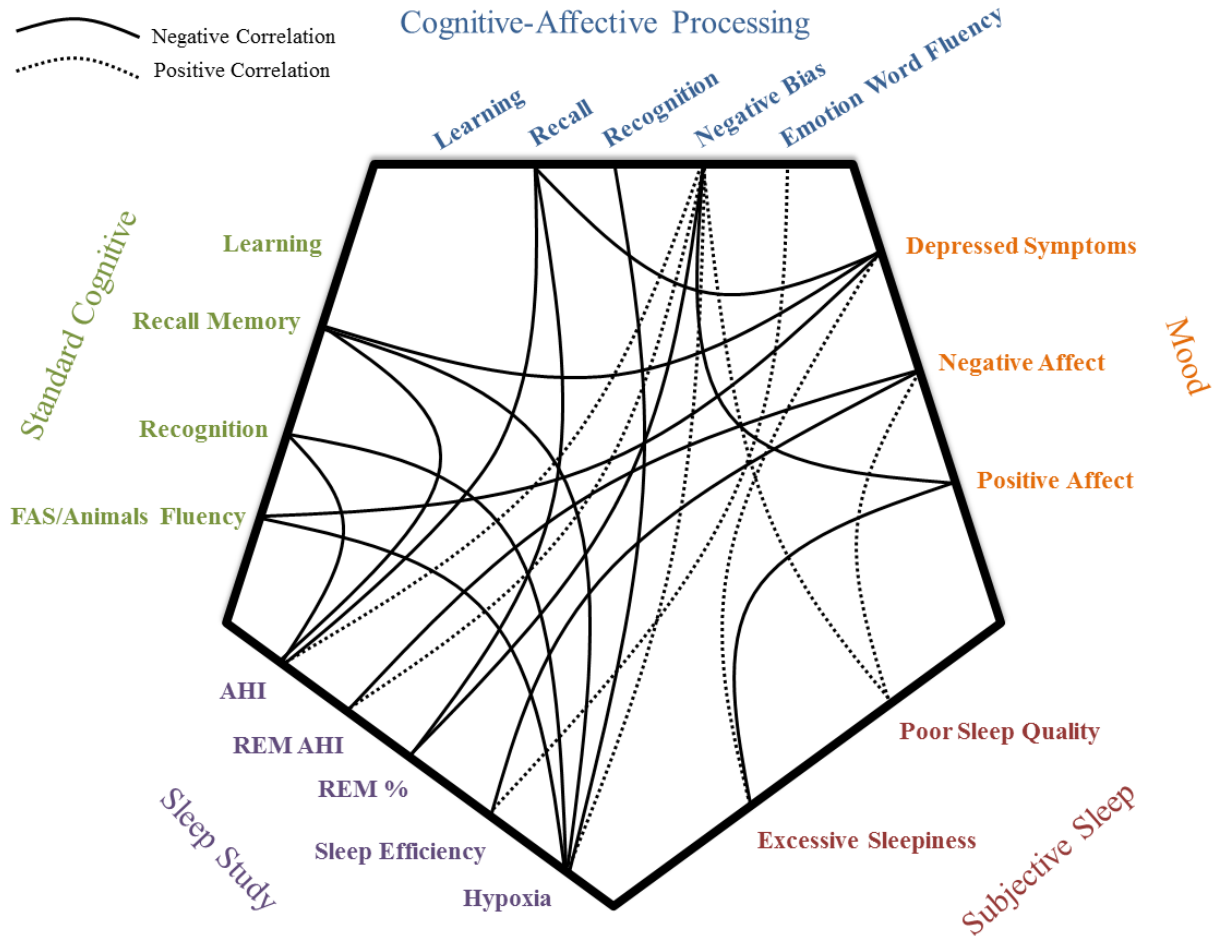 Cognitive-Affective Processing
Negative Correlation
Positive Correlation
Learning
Recall
Recognition
Negative Bias
Emotion Word Fluency
Standard Cognitive
Learning
Recall Memory
Recognition
FAS/Animals Fluency
Mood
Depressed Symptoms
Negative Affect
Positive Affect
Sleep Study
AHI
REM AHI
REM %
Sleep Efficiency
Hypoxia
Poor Sleep Quality
Excessive Sleepiness
Subjective Sleep